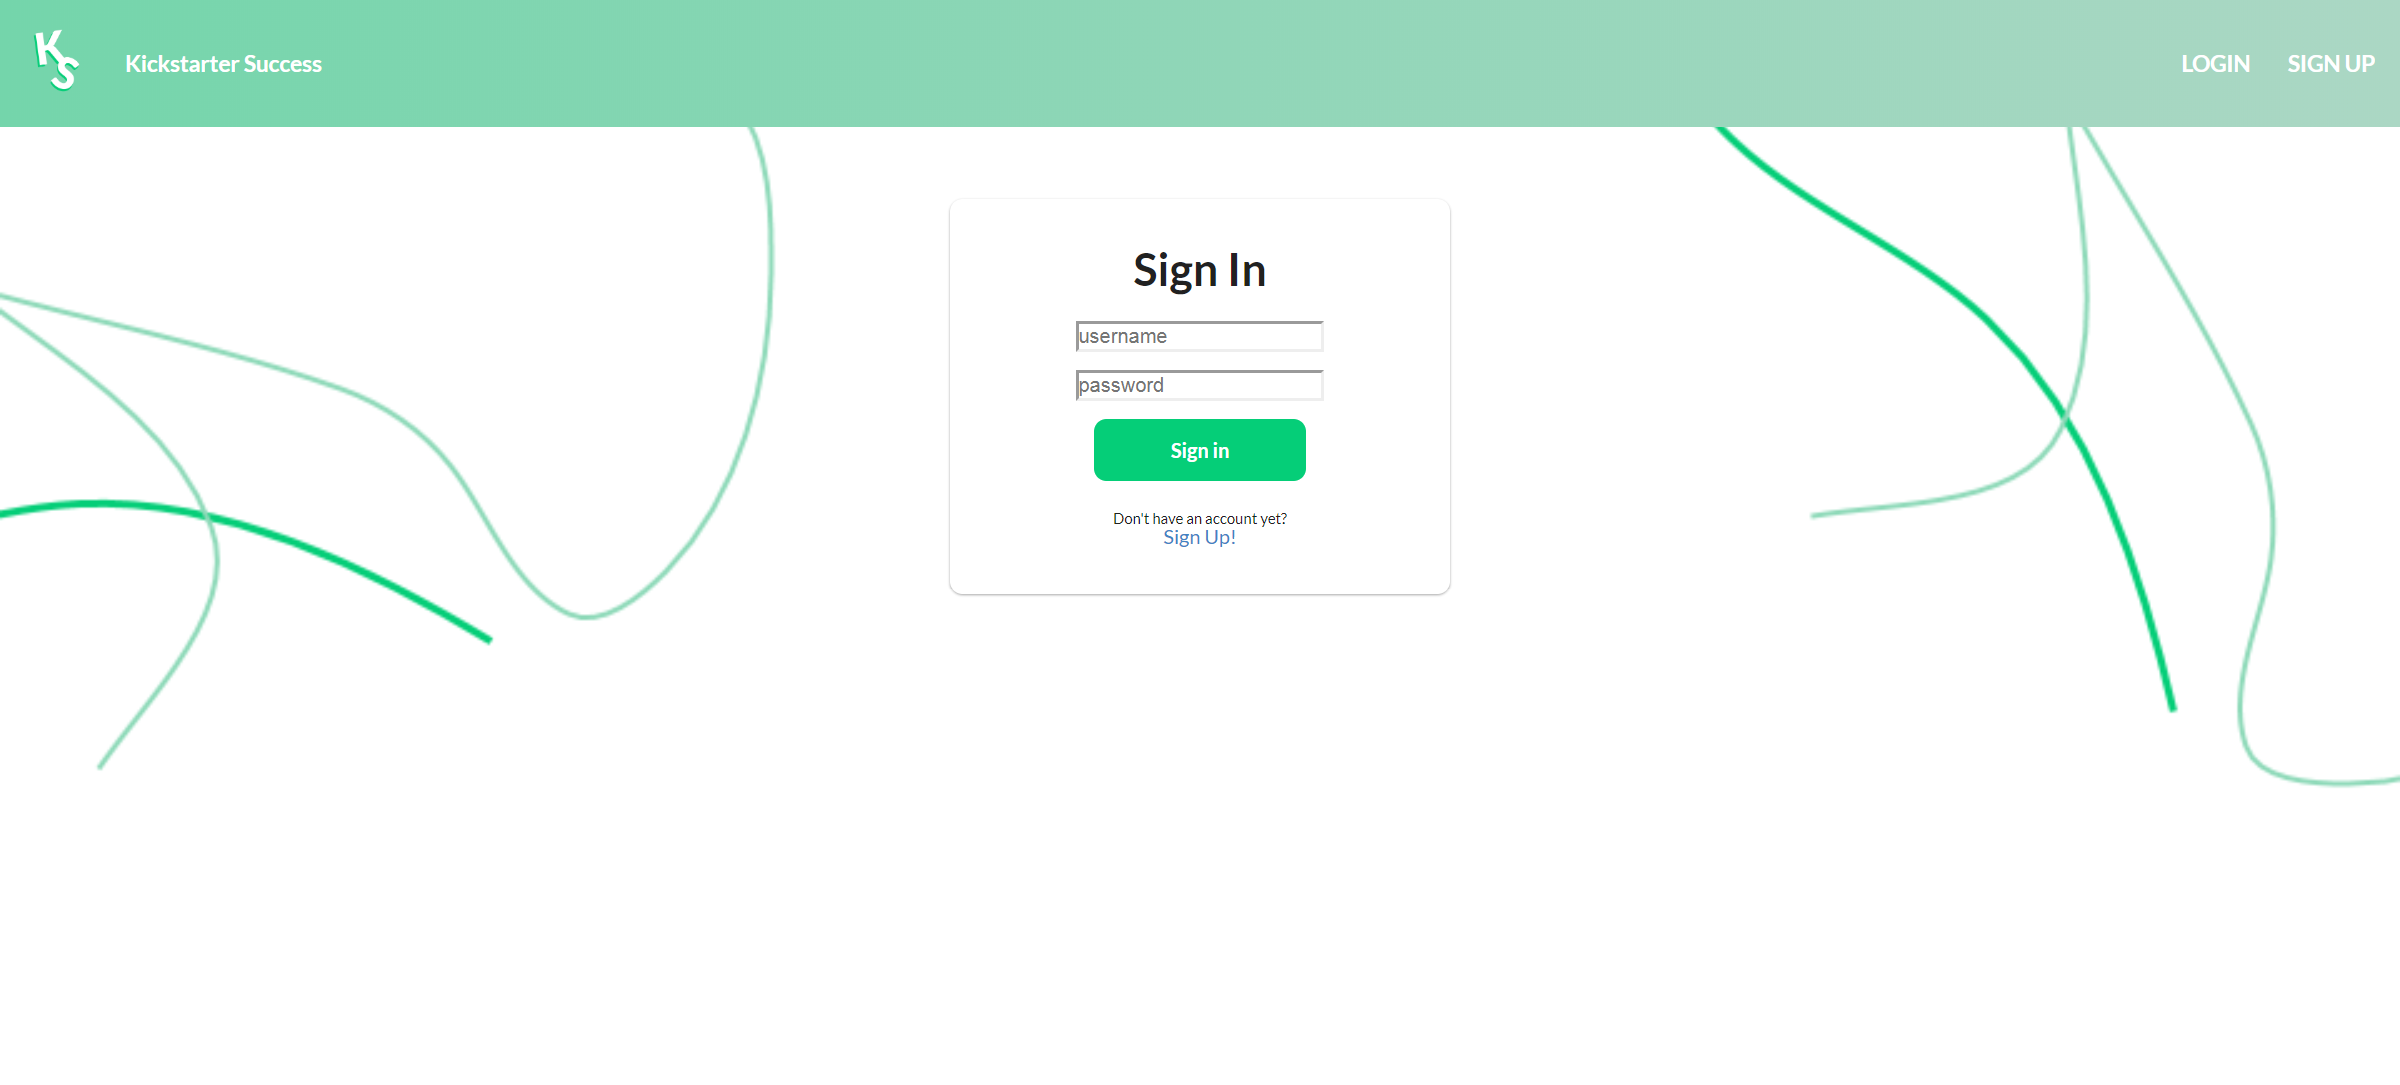 KS
Kickstarter Success
LOGIN
SIGN UP
Sign In
username
password
Sign in
Don't have an account yet?
Sign Up!